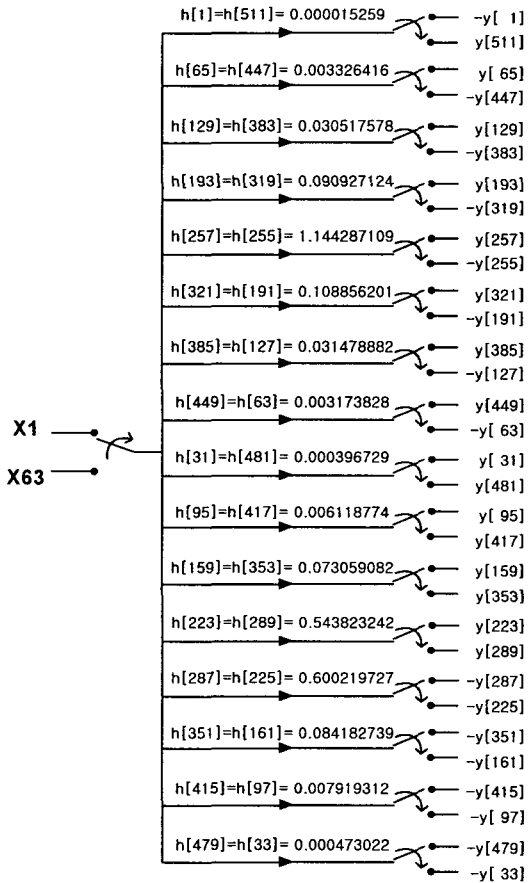 h[1]=h[511]= 0.000015259
-y[ 1]
y[511]
h[65]=h[447]= 0.003326416
y[ 65]
-y[447]
h[129]=h[383]= 0.030517578
y[129]
-y[383]
h[193]=h[319]= 0.090927124
y[193]
-y[319]
h[257]=h[255]= 1.144287109
y[257]
-y[255]
h[321]=h[191]= 0.108856201
y[321]
-y[191]
h[385]=h[127]= 0.031478882
y[385]
-y[127]
h[449]=h[63]= 0.003173828
y[449]
-y[ 63]
X1
X63
h[31]=h[481]= 0.000396729
y[ 31]
y[481]
h[95]=h[417]= 0.006118774
y[ 95]
y[417]
h[159]=h[353]= 0.073059082
y[159]
y[353]
h[223]=h[289]= 0.543823242
y[223]
y[289]
h[287]=h[225]= 0.600219727
-y[287]
-y[225]
h[351]=h[161]= 0.084182739
-y[351]
-y[161]
h[415]=h[97]= 0.007919312
-y[415]
-y[ 97]
h[479]=h[33]= 0.000473022
-y[479]
-y[ 33]